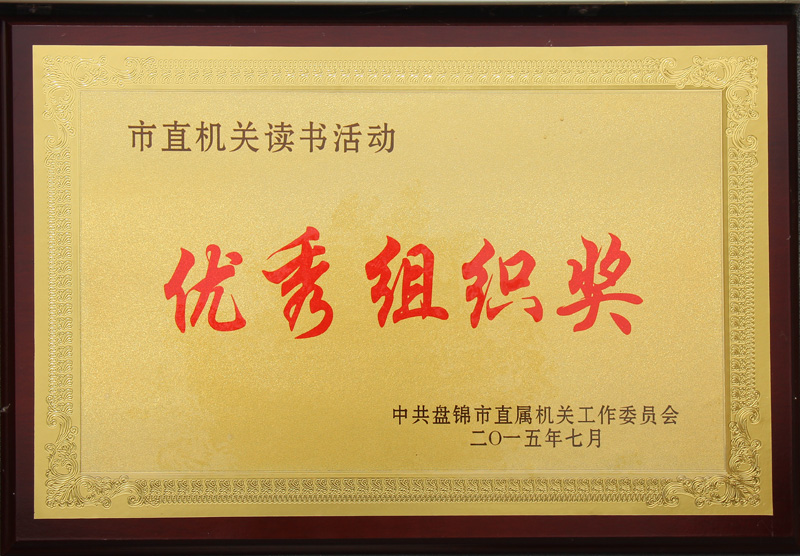 市直机关读书活动
优秀组织奖
中共盘锦市直属机关工作委员会
二〇一五年七月